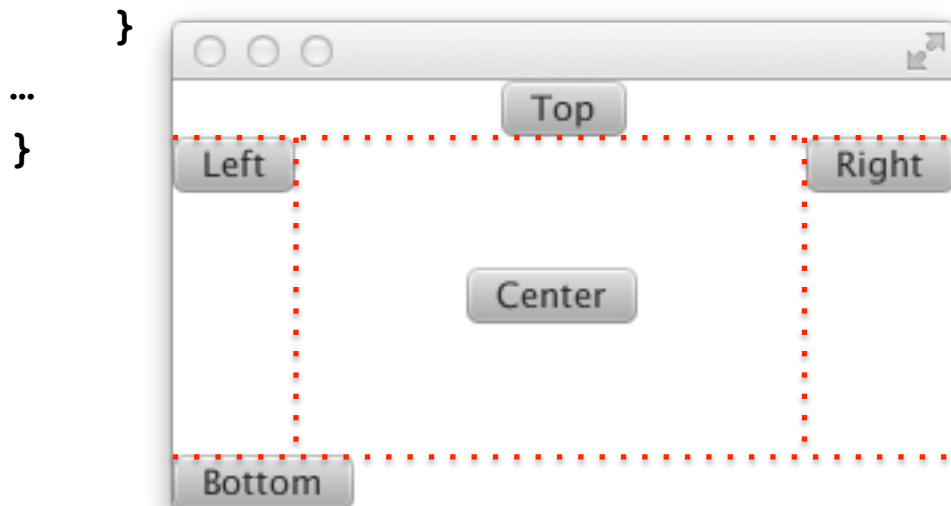 }
…
}
Top
Left
Right
Center
Bottom